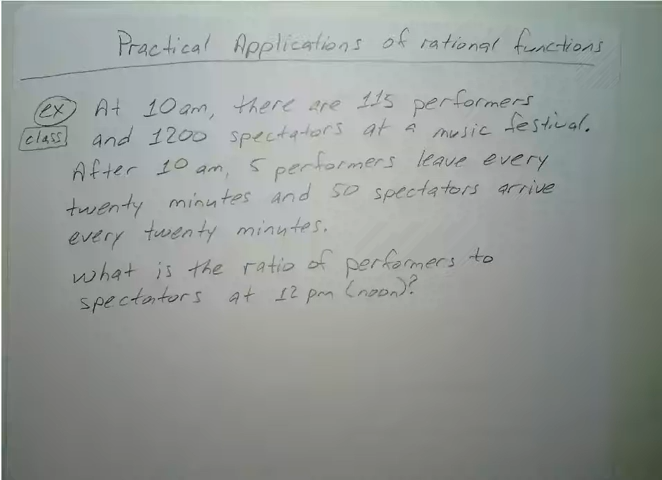 Practical Applications of rational functions
ex At 10am, there are 115 performers
class and 1200 spectators at a music festival.
After 10 am, 5 performers leave every
twenty minutes and 50 spectators arrive
every twenty minutes.
what is the ratio of performers to
spectators at 12 pm (noon)?